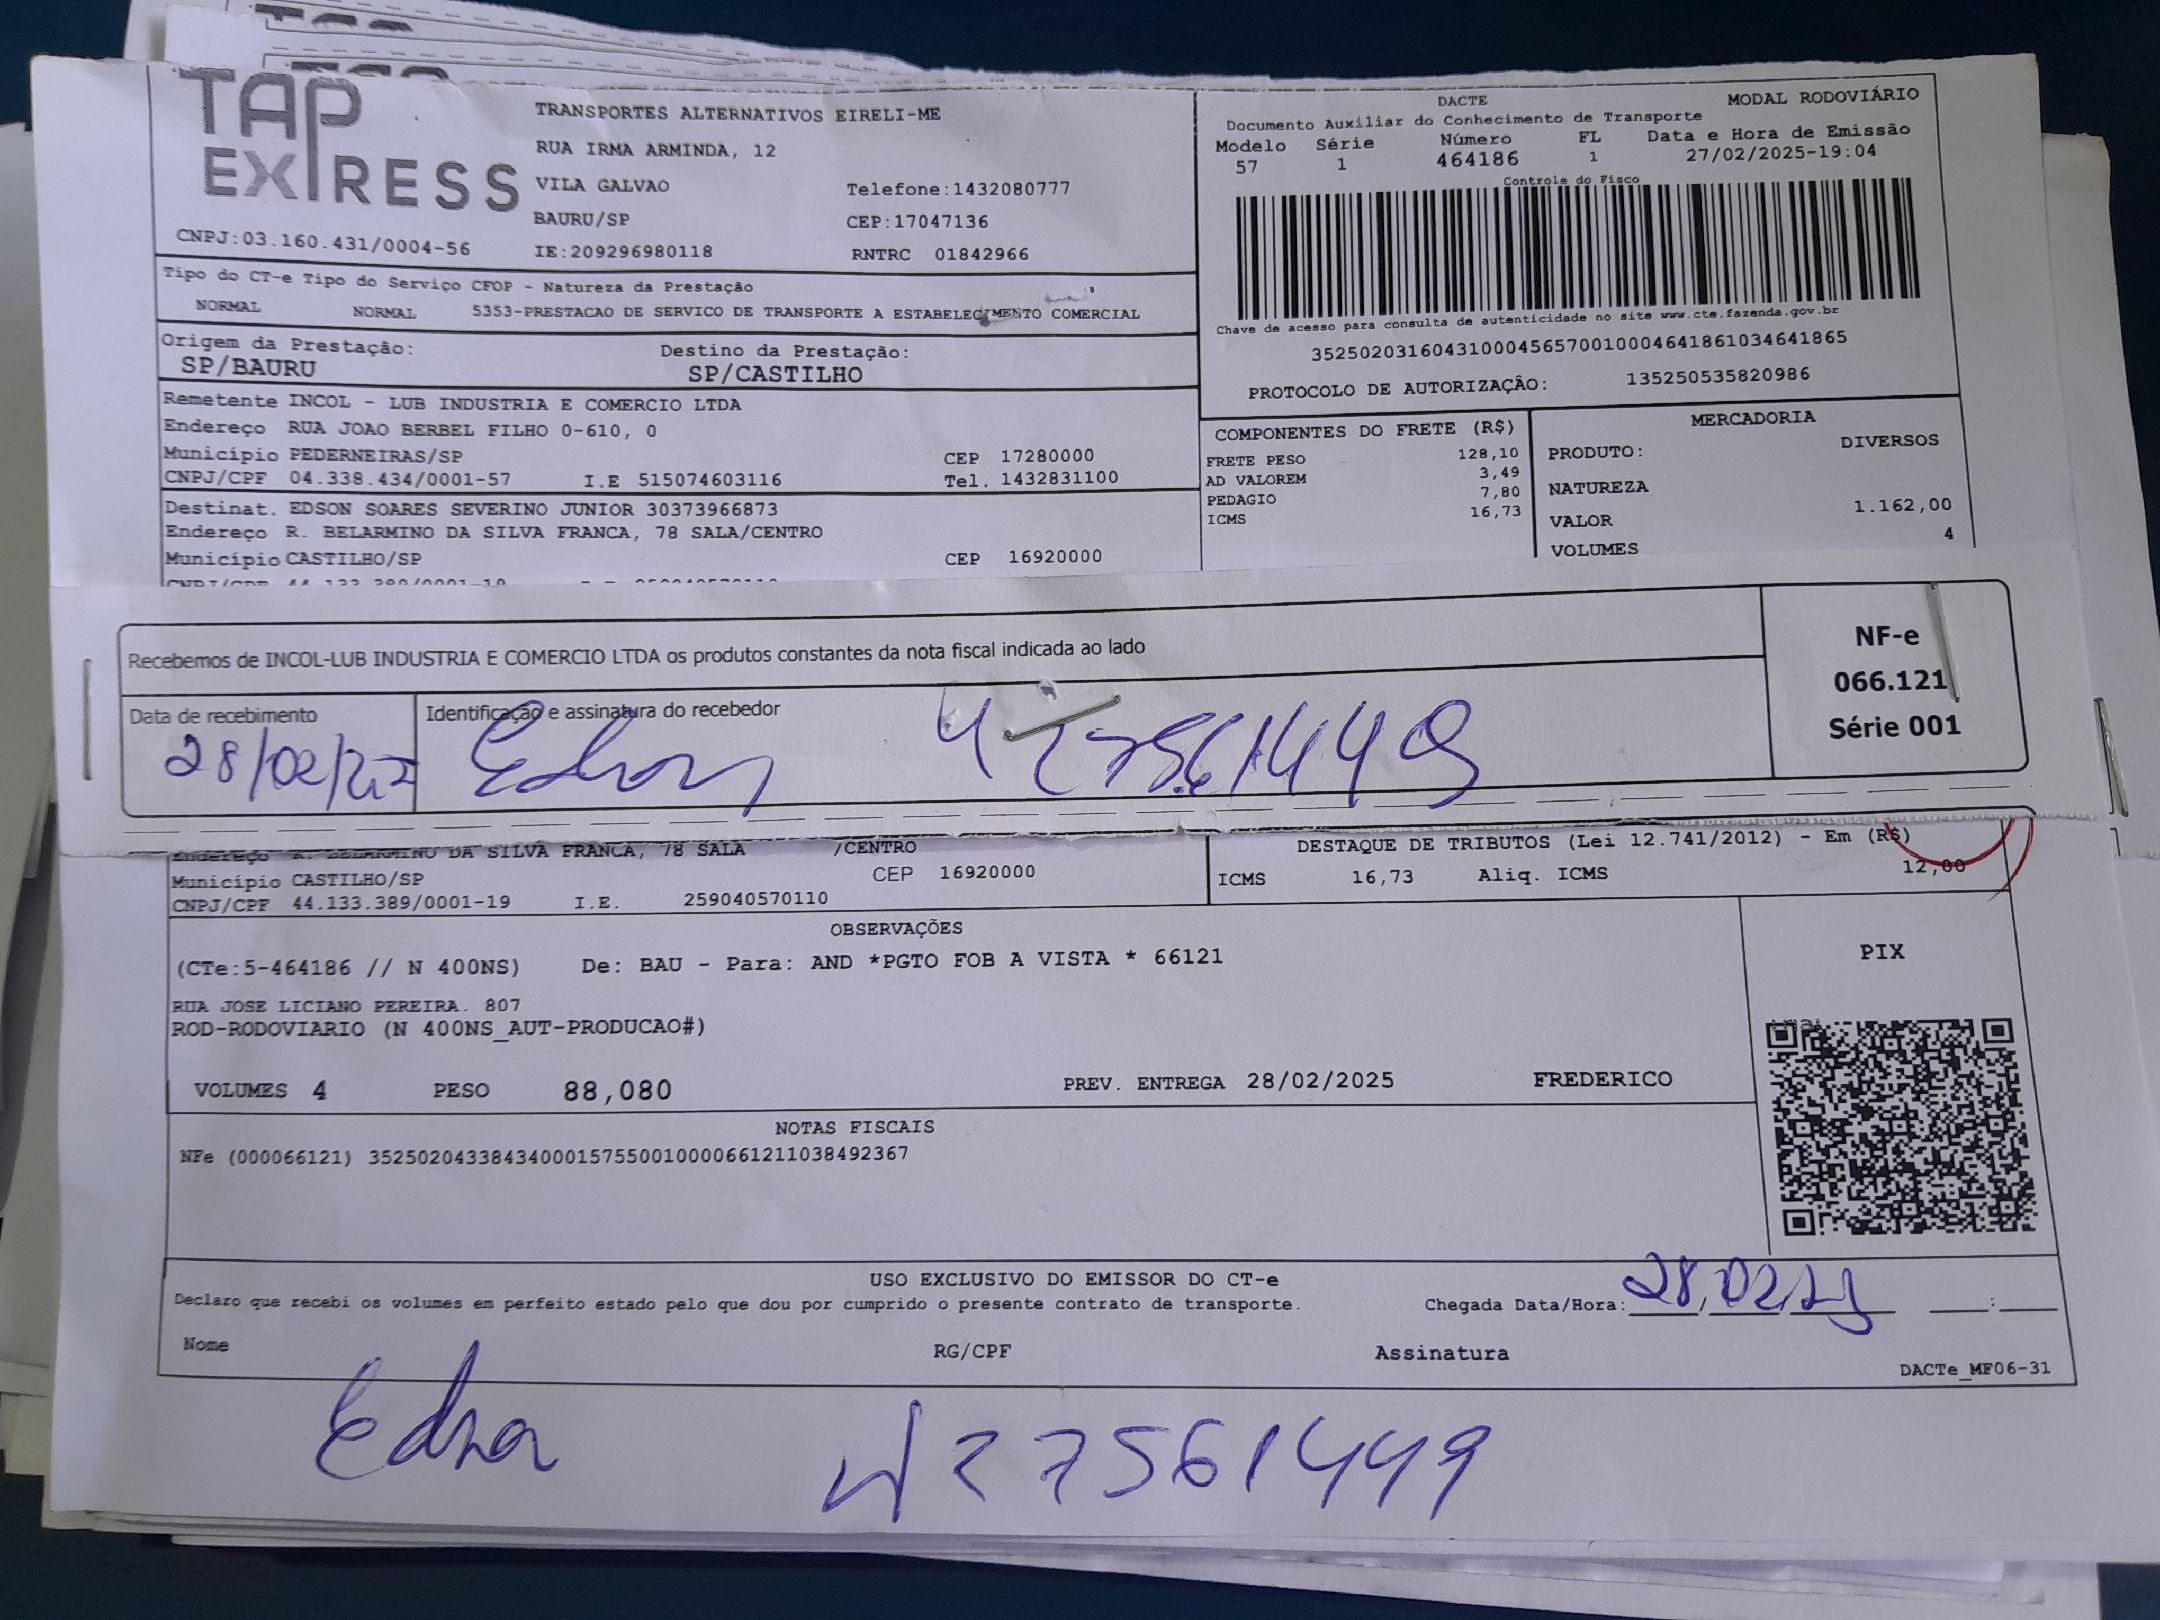 TAP EXPRESS
TRANSPORTES ALTERNATIVOS EIRELI-ME
RUA IRMA ARMINDA, 12
VILA GALVAO Telefone:1432080777
BAURU/SP CEP:17047136
CNPJ:03.160.431/0004-56 IE:209296980118 RNTRC 01842966
DACTE MODAL RODOVIÁRIO
Documento Auxiliar do Conhecimento de Transporte
Modelo Série Número FL Data e Hora de Emissão
57 1 464186 1 27/02/2025-19:04
Controle do Fisco
Chave de acesso para consulta de autenticidade no site www.cte.fazenda.gov.br
35250203160431000456570010004641861034641865
PROTOCOLO DE AUTORIZAÇÃO: 135250535820986
Tipo do CT-e Tipo do Serviço CFOP - Natureza da Prestação
NORMAL NORMAL 5353-PRESTACAO DE SERVICO DE TRANSPORTE A ESTABELECIMENTO COMERCIAL
Origem da Prestação: Destino da Prestação:
SP/BAURU SP/CASTILHO
Remetente INCOL - LUB INDUSTRIA E COMERCIO LTDA
Endereço RUA JOAO BERBEL FILHO 0-610, 0
Município PEDERNEIRAS/SP CEP 17280000
CNPJ/CPF 04.338.434/0001-57 I.E 515074603116 Tel. 1432831100
Destinat. EDSON SOARES SEVERINO JUNIOR 30373966873
Endereço R. BELARMINO DA SILVA FRANCA, 78 SALA/CENTRO
Município CASTILHO/SP CEP 16920000
CNPJ/CPF 44.133.389/0001-19
COMPONENTES DO FRETE (R$)
FRETE PESO 128,10
AD VALOREM 3,49
PEDAGIO 7,80
ICMS 16,73
MERCADORIA
PRODUTO: DIVERSOS
NATUREZA
VALOR 1.162,00
VOLUMES 4
Recebemos de INCOL-LUB INDUSTRIA E COMERCIO LTDA os produtos constantes da nota fiscal indicada ao lado
NF-e
066.121
Série 001
Data de recebimento Identificação e assinatura do recebedor
28/02/
Endereço R. BELARMINO DA SILVA FRANCA, 78 SALA /CENTRO
Município CASTILHO/SP CEP 16920000
CNPJ/CPF 44.133.389/0001-19 I.E. 259040570110
DESTAQUE DE TRIBUTOS (Lei 12.741/2012) - Em (R$)
ICMS 16,73 Aliq. ICMS 12,00
OBSERVAÇÕES
(CTe:5-464186 // N 400NS) De: BAU - Para: AND *PGTO FOB A VISTA * 66121
RUA JOSE LICIANO PEREIRA. 807
ROD-RODOVIARIO (N 400NS_AUT-PRODUCAO#)
VOLUMES 4 PESO 88,080 PREV. ENTREGA 28/02/2025 FREDERICO
PIX
NOTAS FISCAIS
NFe (000066121) 35250204338434000157550010000661211038492367
USO EXCLUSIVO DO EMISSOR DO CT-e
Declaro que recebi os volumes em perfeito estado pelo que dou por cumprido o presente contrato de transporte. Chegada Data/Hora: 28/02/25 :
Nome RG/CPF Assinatura
DACTe_MF06-31
27561449